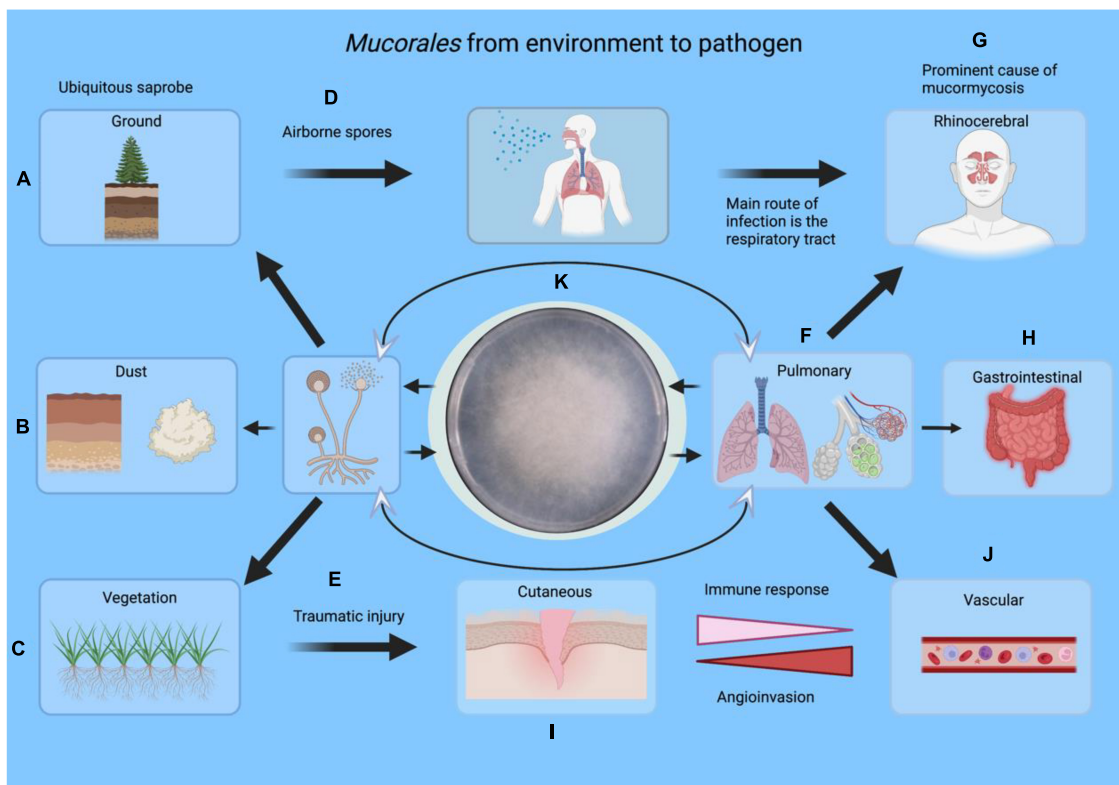 Mucorales from environment to pathogen
G
Ubiquitous saprobe
Prominent cause of
mucormycosis
D
Ground
Airborne spores
Rhinocerebral
A
Main route of
infection is the
respiratory tract
K
F
H
Dust
Pulmonary
Gastrointestinal
B
E
J
Vegetation
Traumatic injury
Cutaneous
Immune response
Vascular
C
Angioinvasion
I